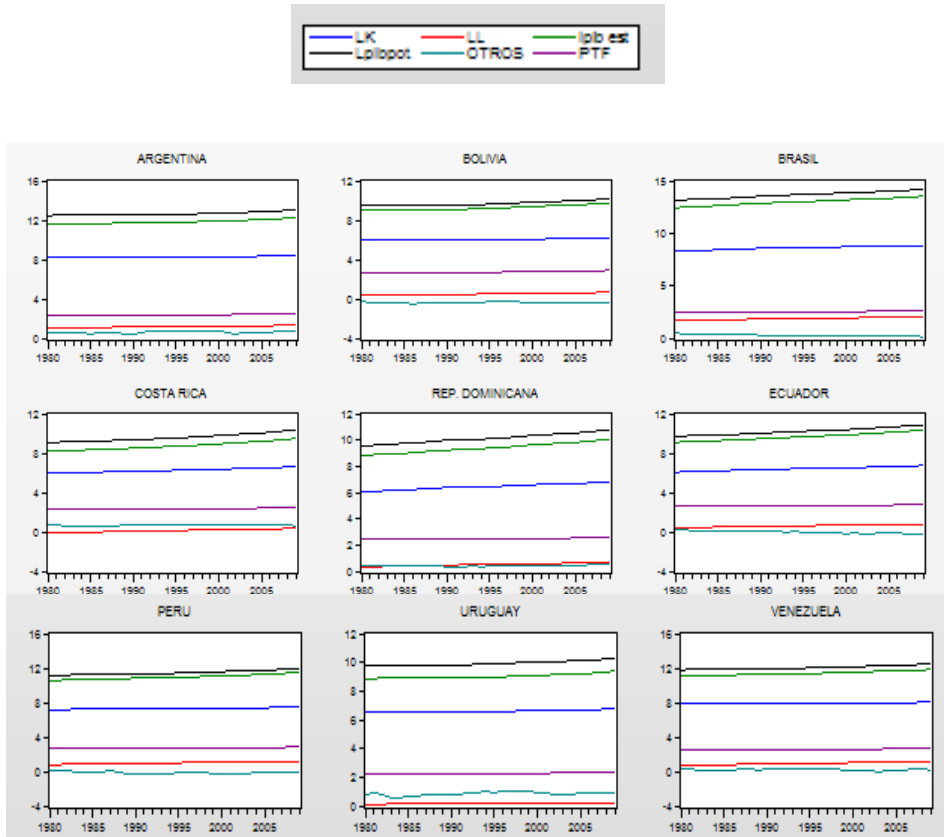 LK LL lpib est
Lpibpot OTROS PTF
ARGENTINA BOLIVIA BRASIL
16 12 15
12 8 10
8 4 5
4 0
0 -4 0
1980 1985 1990 1995 2000 2005 1980 1985 1990 1995 2000 2005 1980 1985 1990 1995 2000 2005
COSTA RICA REP. DOMINICANA ECUADOR
12 12 12
8 10 8
4 8 4
0 6 0
-4 4 -4
2
0
1980 1985 1990 1995 2000 2005 1980 1985 1990 1995 2000 2005 1980 1985 1990 1995 2000 2005
PERU URUGUAY VENEZUELA
16 12 16
12 10 12
8 8 8
4 6 4
0 4 0
-4 2 -4
0
1980 1985 1990 1995 2000 2005 1980 1985 1990 1995 2000 2005 1980 1985 1990 1995 2000 2005